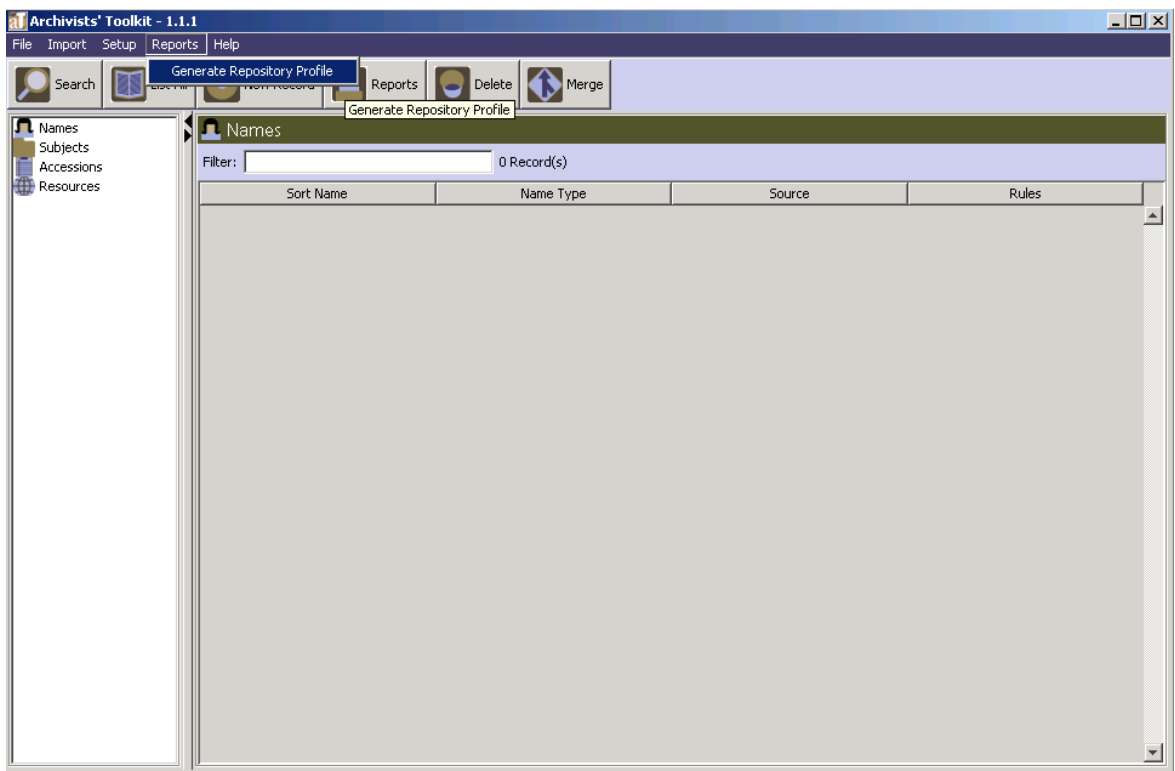 Archivists' Toolkit - 1.1.1
File Import Setup Reports Help
Generate Repository Profile
Search Reports Delete Merge
Generate Repository Profile
Names
Subjects
Accessions
Resources
Names
Filter: 0 Record(s)
Sort Name Name Type Source Rules